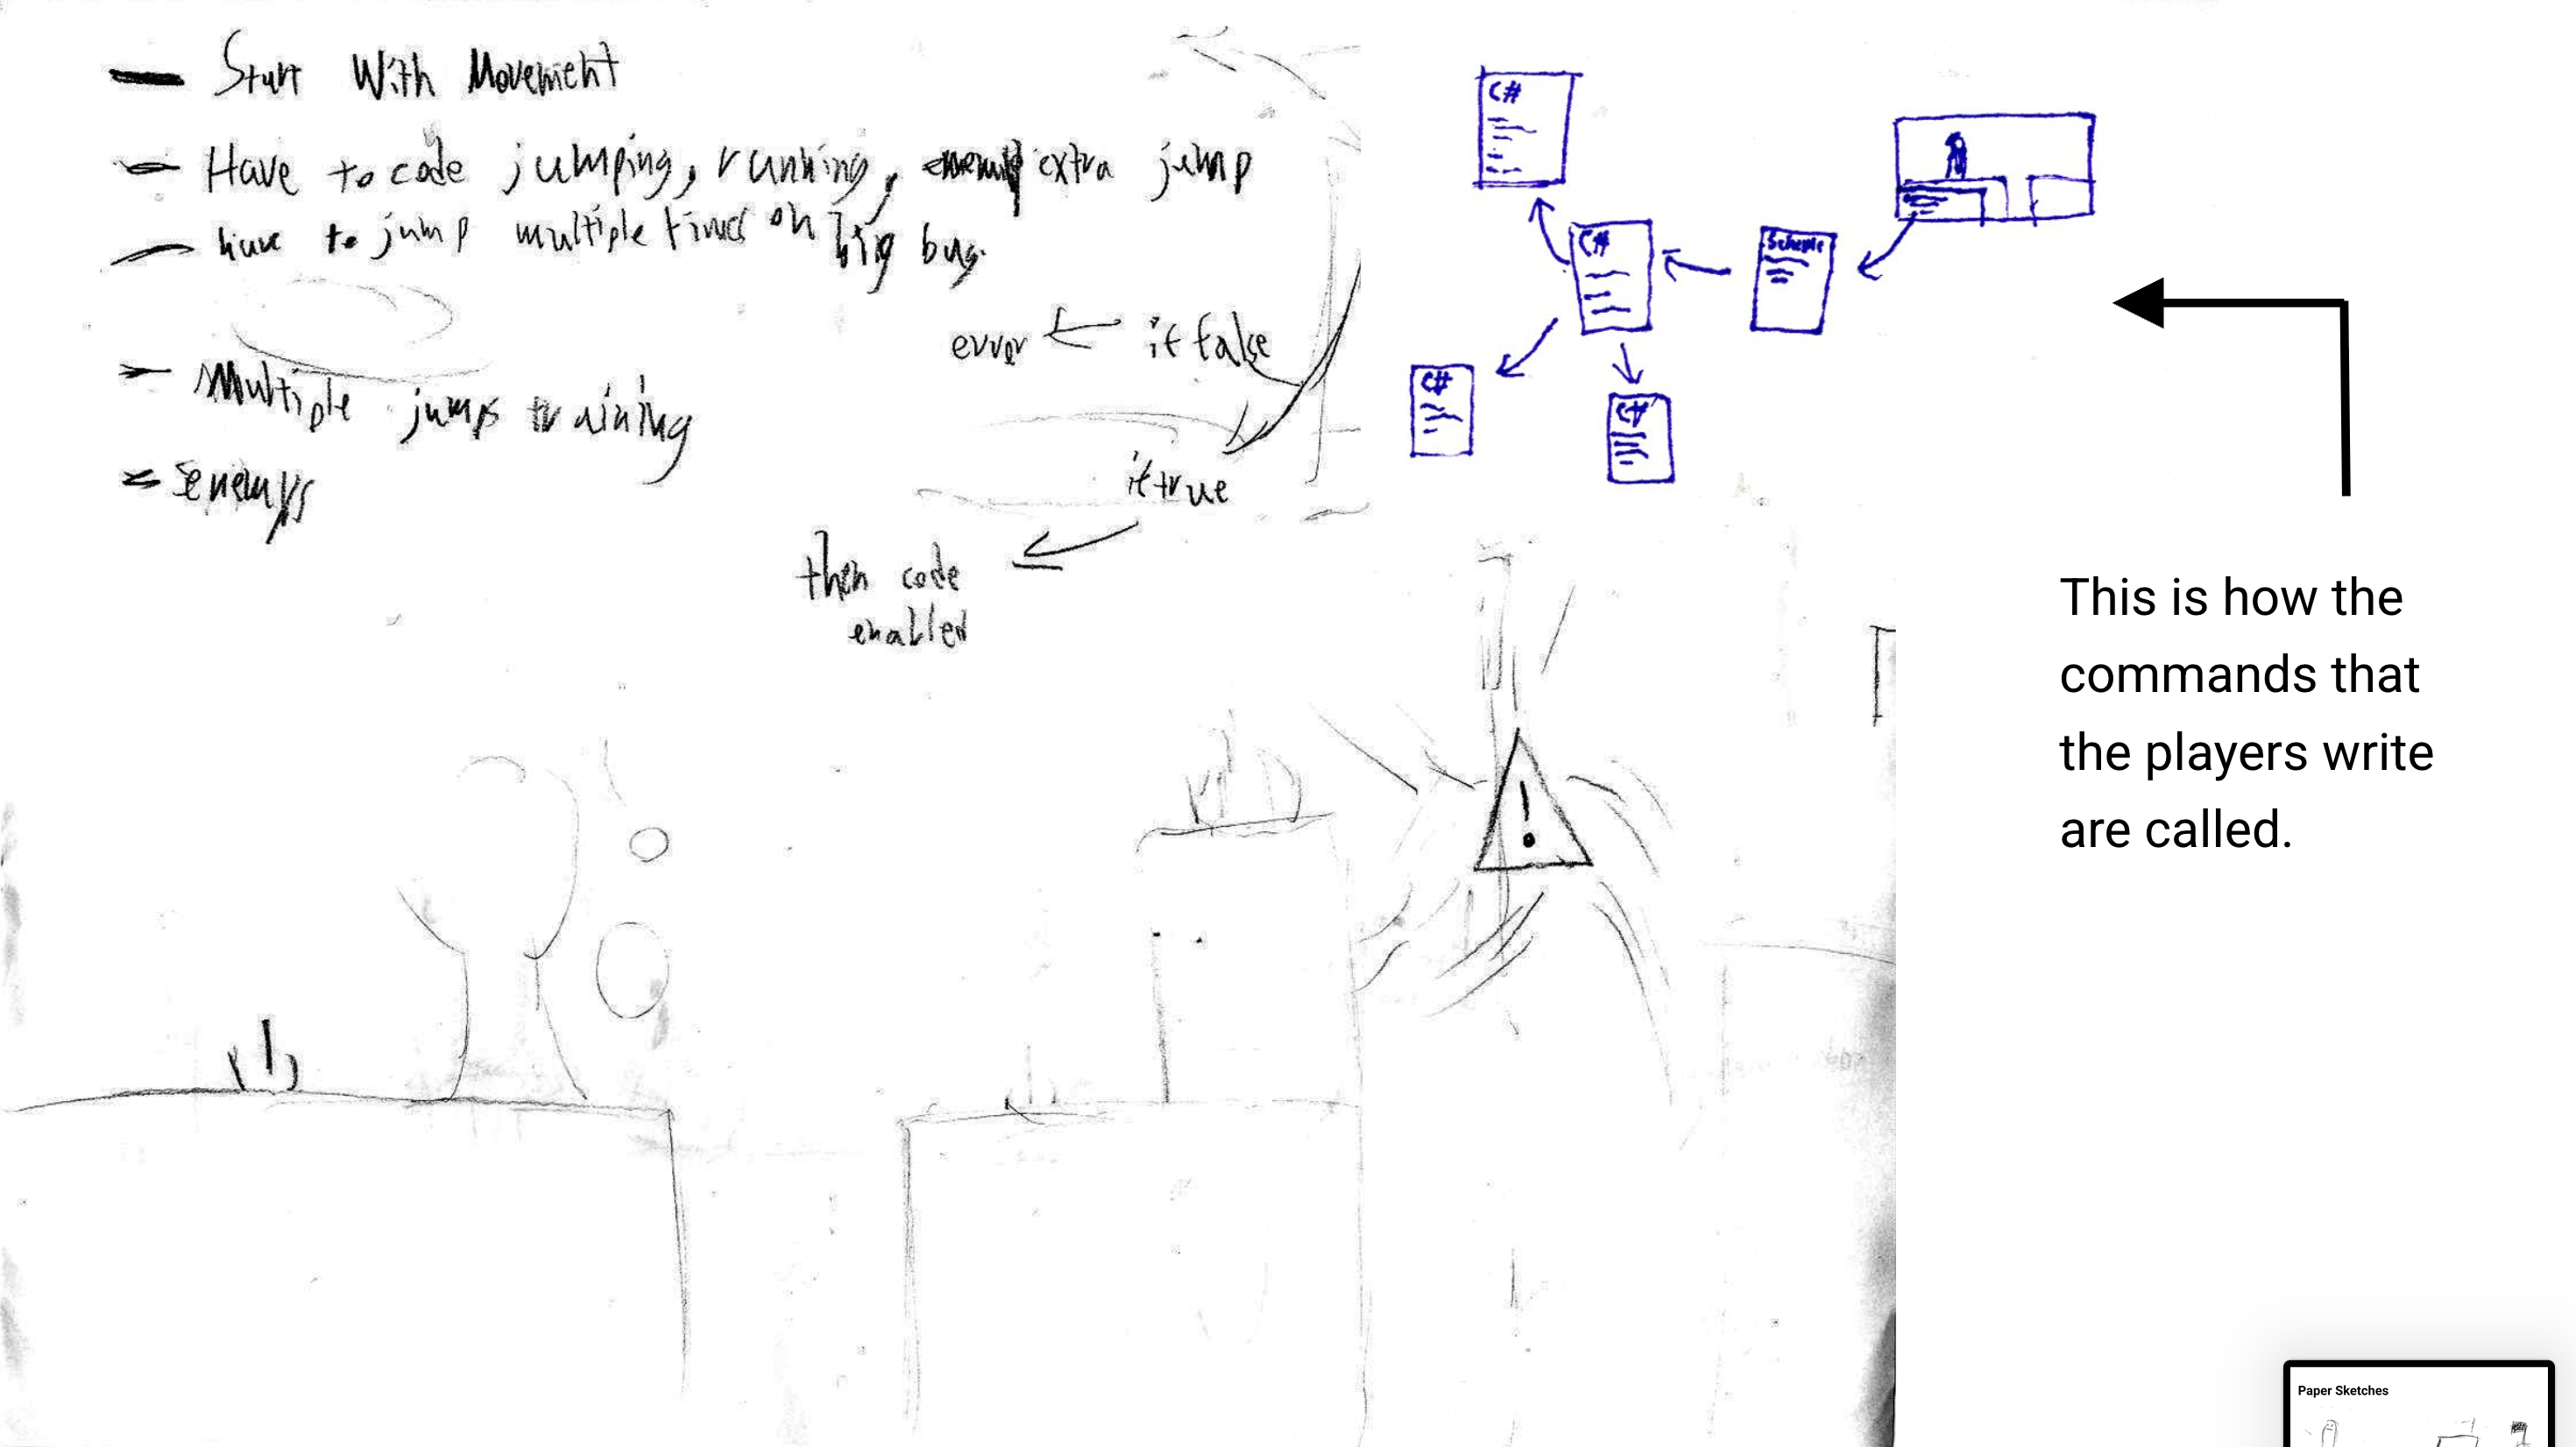 Start With Movement
Have to code jumping, running, extra jump
have to jump multiple times on big bug.
error ← if false
Multiple jumps training
if true
enemys
then code
enabled
C#
C#
Scheme
C#
C#
!
This is how the
commands that
the players write
are called.
Paper Sketches